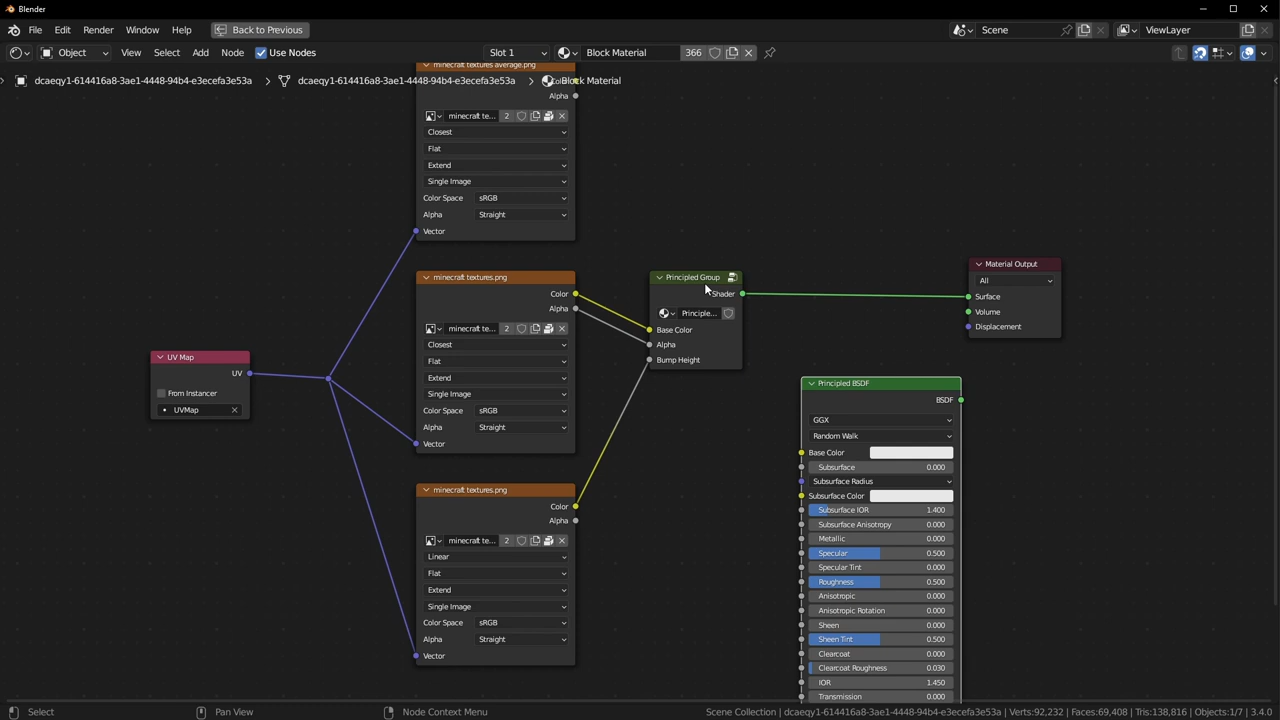 Blender
File Edit Render Window Help Back to Previous Scene ViewLayer
Object View Select Add Node Use Nodes Slot 1 Block Material 366
dcaeqy1-614416a8-3ae1-4448-94b4-e3ecefa3e53a > dcaeqy1-614416a8-3ae1-4448-94b4-e3ecefa3e53a > Block Material
minecraft textures average.png
Alpha
minecraft te... 2
Closest
Flat
Extend
Single Image
Color Space sRGB
Alpha Straight
Vector
minecraft textures.png
Color
Alpha
minecraft te... 2
Closest
Flat
Extend
Single Image
Color Space sRGB
Alpha Straight
Vector
minecraft textures.png
Color
Alpha
minecraft te... 2
Linear
Flat
Extend
Single Image
Color Space sRGB
Alpha Straight
Vector
UV Map
UV
From Instancer
UVMap
Principled Group
Shader
Principle...
Base Color
Alpha
Bump Height
Material Output
All
Surface
Volume
Displacement
Principled BSDF
BSDF
GGX
Random Walk
Base Color
Subsurface 0.000
Subsurface Radius
Subsurface Color
Subsurface IOR 1.400
Subsurface Anisotropy 0.000
Metallic 0.000
Specular 0.500
Specular Tint 0.000
Roughness 0.500
Anisotropic 0.000
Anisotropic Rotation 0.000
Sheen 0.000
Sheen Tint 0.500
Clearcoat 0.000
Clearcoat Roughness 0.030
IOR 1.450
Transmission 0.000
Select Pan View Node Context Menu Scene Collection | dcaeqy1-614416a8-3ae1-4448-94b4-e3ecefa3e53a | Verts:92,232 | Faces:69,408 | Tris:138,816 | Objects:1/7 | 3.4.0